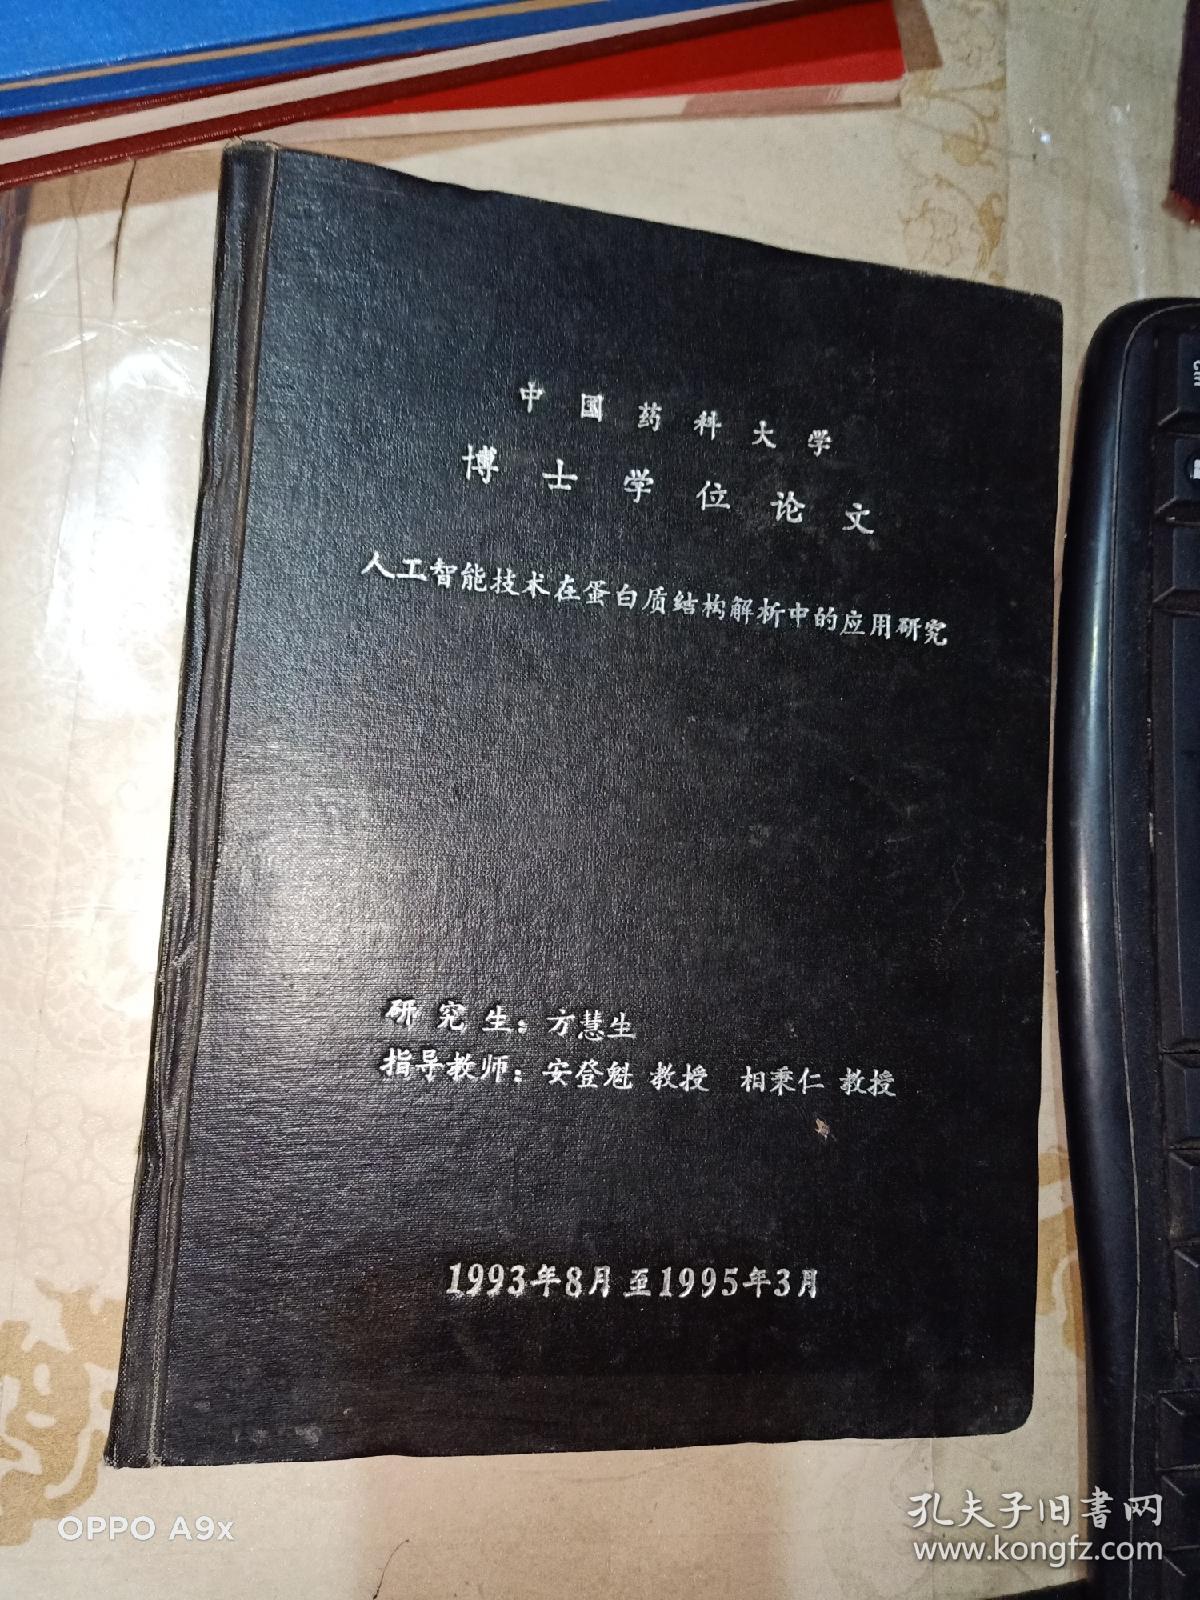 中国药科大学
博士学位论文
人工智能技术在蛋白质结构解析中的应用研究
研究生：方慧生
指导教师：安登魁 教授 相秉仁 教授
1993年8月至1995年3月
OPPO A9x
孔夫子旧书网
www.kongfz.com